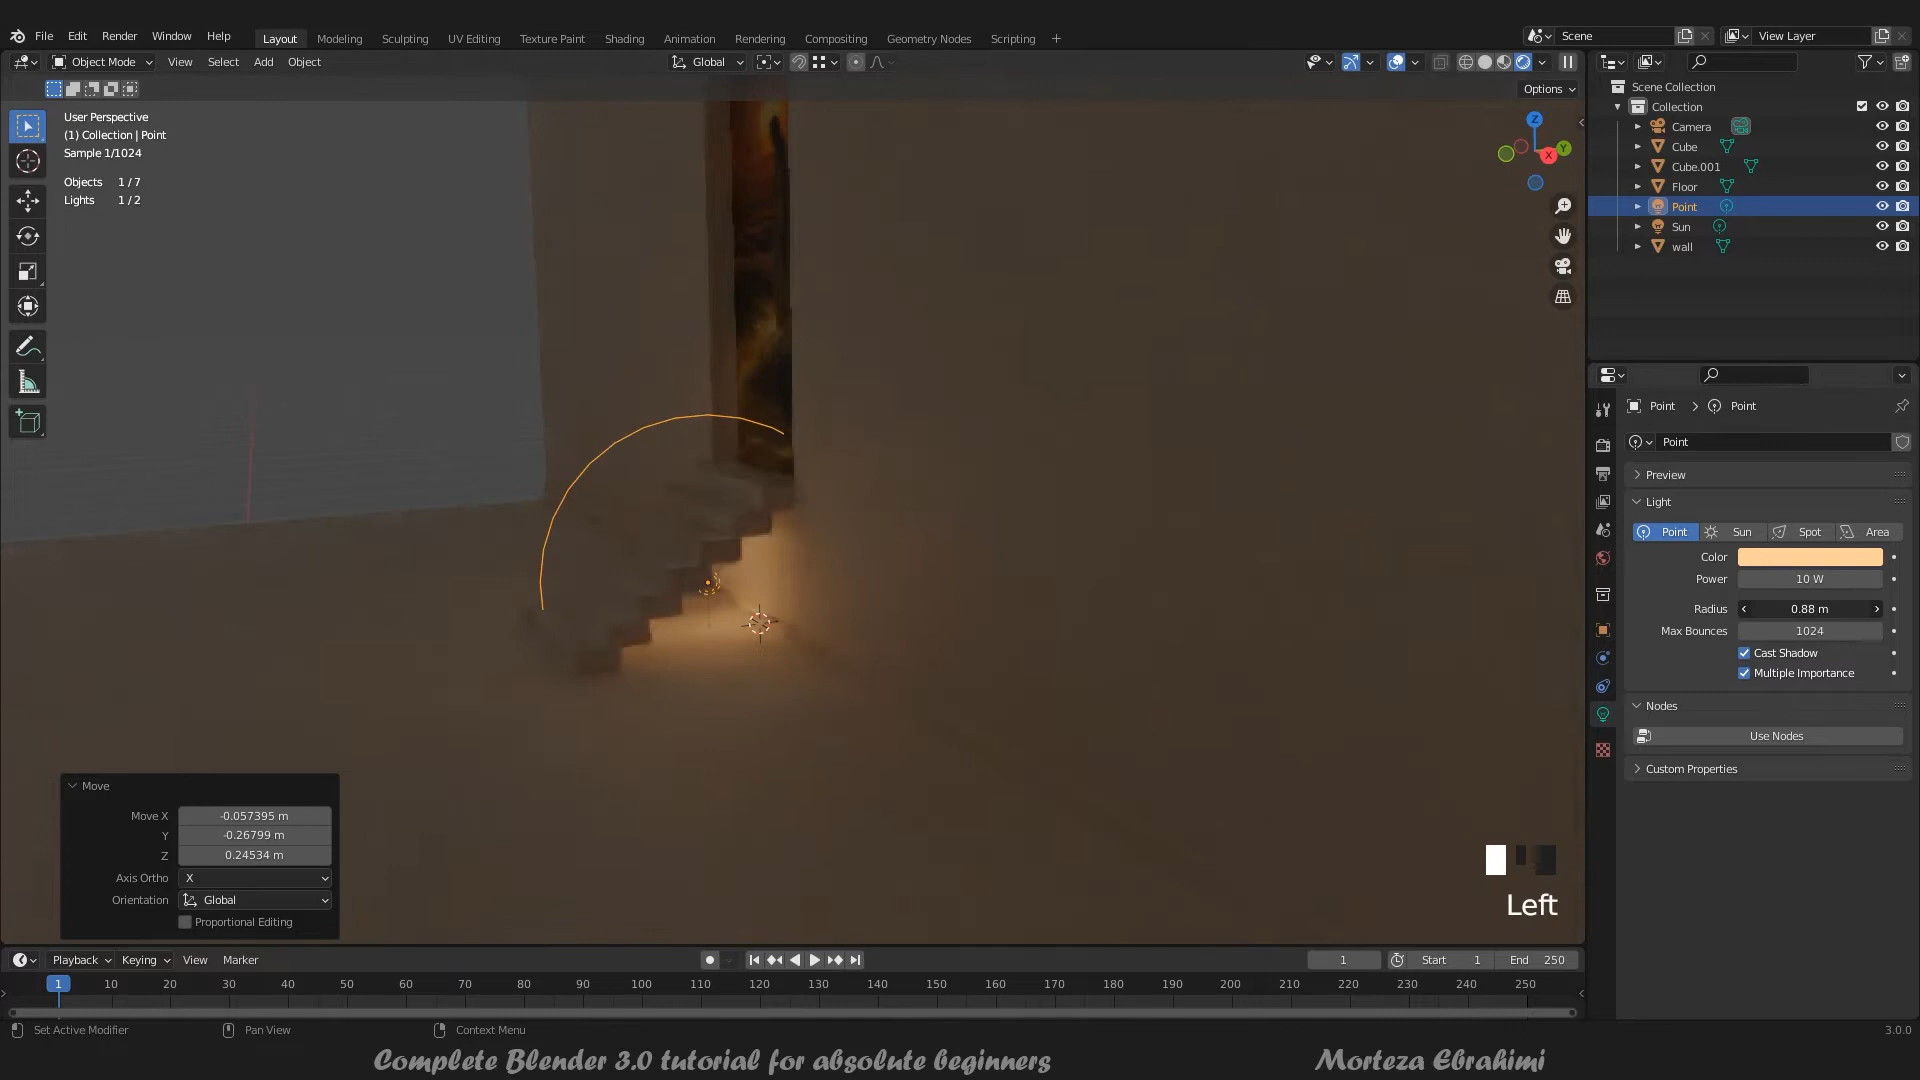 File Edit Render Window Help Layout Modeling Sculpting UV Editing Texture Paint Shading Animation Rendering Compositing Geometry Nodes Scripting + Scene View Layer
Object Mode View Select Add Object Global
Options
User Perspective
(1) Collection | Point
Sample 1/1024
Objects 1/7
Lights 1/2
Z
Y
X
Scene Collection
Collection
Camera
Cube
Cube.001
Floor
Point
Sun
wall
Point > Point
Point
Preview
Light
Point Sun Spot Area
Color
Power 10 W
Radius 0.88 m
Max Bounces 1024
Cast Shadow
Multiple Importance
Nodes
Use Nodes
Custom Properties
Move
Move X -0.057395 m
Y -0.26799 m
Z 0.24534 m
Axis Ortho X
Orientation Global
Proportional Editing
Left
Playback Keying View Marker 1 Start 1 End 250
1 10 20 30 40 50 60 70 80 90 100 110 120 130 140 150 160 170 180 190 200 210 220 230 240 250
Set Active Modifier Pan View Context Menu 3.0.0
Complete Blender 3.0 tutorial for absolute beginners Morteza Ebrahimi